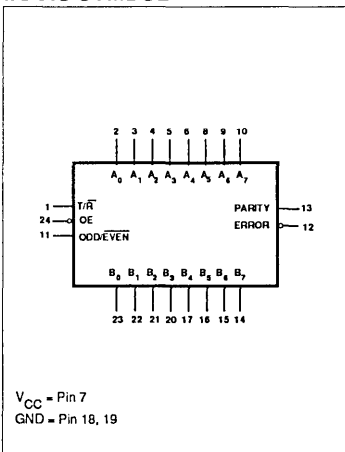 2 3 4 5 6 8 9 10
A₀ A₁ A₂ A₃ A₄ A₅ A₆ A₇
1 T/R̅ PARITY 13
24 OE ERROR 12
11 ODD/E̅V̅E̅N̅
B₀ B₁ B₂ B₃ B₄ B₅ B₆ B₇
23 22 21 20 17 16 15 14
V_CC = Pin 7
GND = Pin 18, 19